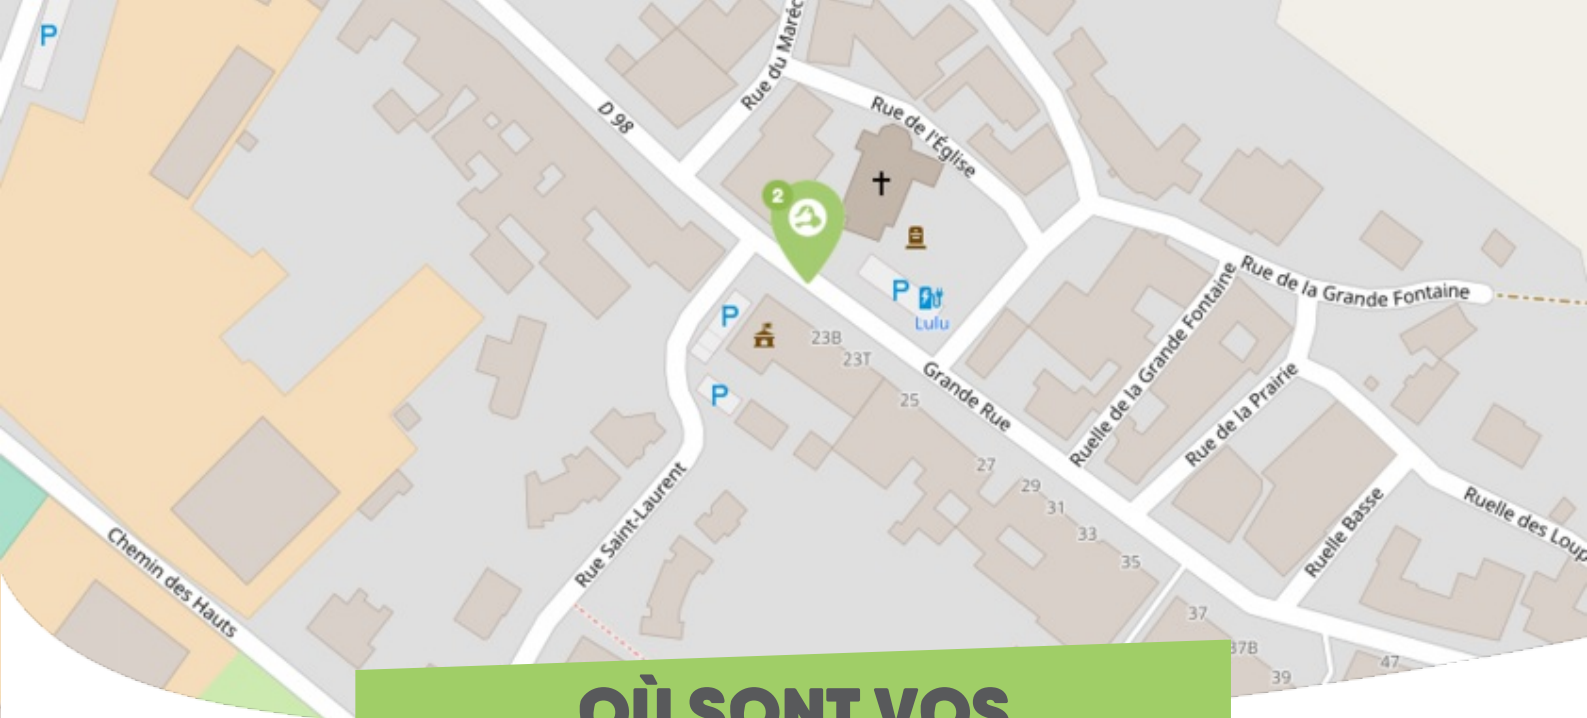 P
Rue du Maréc
D 98
Rue de l'Église
2
P
Lulu
Rue de la Grande Fontaine
Ruelle de la Grande Fontaine
P
23B
23T
P
25
Grande Rue
Rue de la Prairie
27
29
31
33
35
Rue Saint-Laurent
Ruelle Basse
Ruelle des Loup
Chemin des Hauts
37
37B
39
47
OÙ SONT VOS